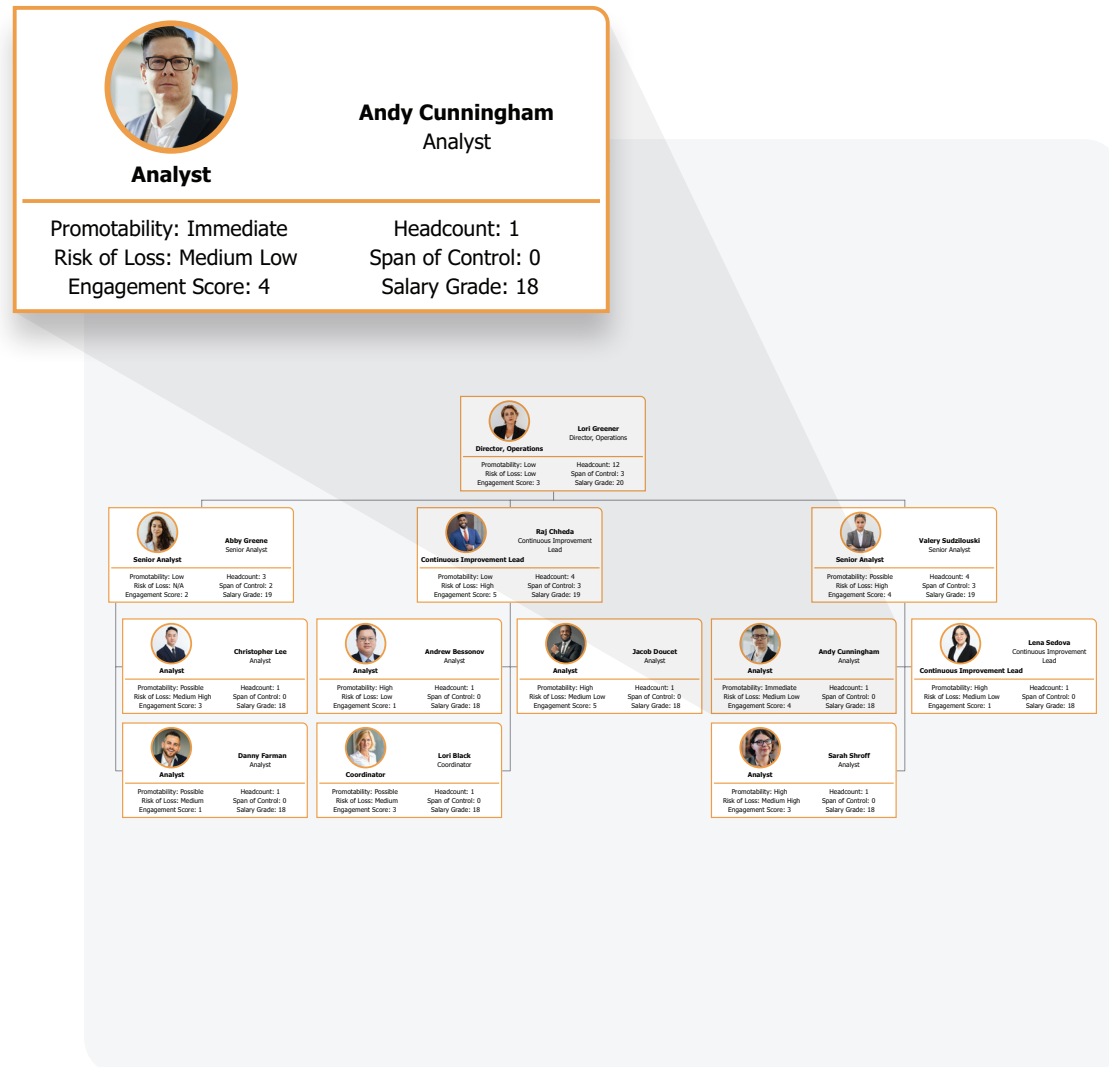 Analyst
Andy Cunningham
Analyst
Promotability: Immediate
Risk of Loss: Medium Low
Engagement Score: 4
Headcount: 1
Span of Control: 0
Salary Grade: 18
Director, Operations
Lori Greener
Director, Operations
Promotability: Low
Risk of Loss: Low
Engagement Score: 3
Headcount: 12
Span of Control: 3
Salary Grade: 20
Senior Analyst
Abby Greene
Senior Analyst
Promotability: Low
Risk of Loss: N/A
Engagement Score: 2
Headcount: 3
Span of Control: 2
Salary Grade: 19
Continuous Improvement Lead
Raj Chheda
Continuous Improvement
Lead
Promotability: Low
Risk of Loss: High
Engagement Score: 5
Headcount: 4
Span of Control: 3
Salary Grade: 19
Senior Analyst
Valery Sudzilouski
Senior Analyst
Promotability: Possible
Risk of Loss: High
Engagement Score: 4
Headcount: 4
Span of Control: 3
Salary Grade: 19
Analyst
Christopher Lee
Analyst
Promotability: Possible
Risk of Loss: Medium High
Engagement Score: 3
Headcount: 1
Span of Control: 0
Salary Grade: 18
Analyst
Andrew Bessonov
Analyst
Promotability: High
Risk of Loss: Low
Engagement Score: 1
Headcount: 1
Span of Control: 0
Salary Grade: 18
Analyst
Jacob Doucet
Analyst
Promotability: High
Risk of Loss: Medium Low
Engagement Score: 5
Headcount: 1
Span of Control: 0
Salary Grade: 18
Analyst
Andy Cunningham
Analyst
Promotability: Immediate
Risk of Loss: Medium Low
Engagement Score: 4
Headcount: 1
Span of Control: 0
Salary Grade: 18
Continuous Improvement Lead
Lena Sedova
Continuous Improvement
Lead
Promotability: High
Risk of Loss: Medium Low
Engagement Score: 1
Headcount: 1
Span of Control: 0
Salary Grade: 18
Analyst
Danny Farman
Analyst
Promotability: Possible
Risk of Loss: Medium
Engagement Score: 1
Headcount: 1
Span of Control: 0
Salary Grade: 18
Coordinator
Lori Black
Coordinator
Promotability: Possible
Risk of Loss: Medium
Engagement Score: 3
Headcount: 1
Span of Control: 0
Salary Grade: 18
Analyst
Sarah Shroff
Analyst
Promotability: High
Risk of Loss: Medium High
Engagement Score: 3
Headcount: 1
Span of Control: 0
Salary Grade: 18